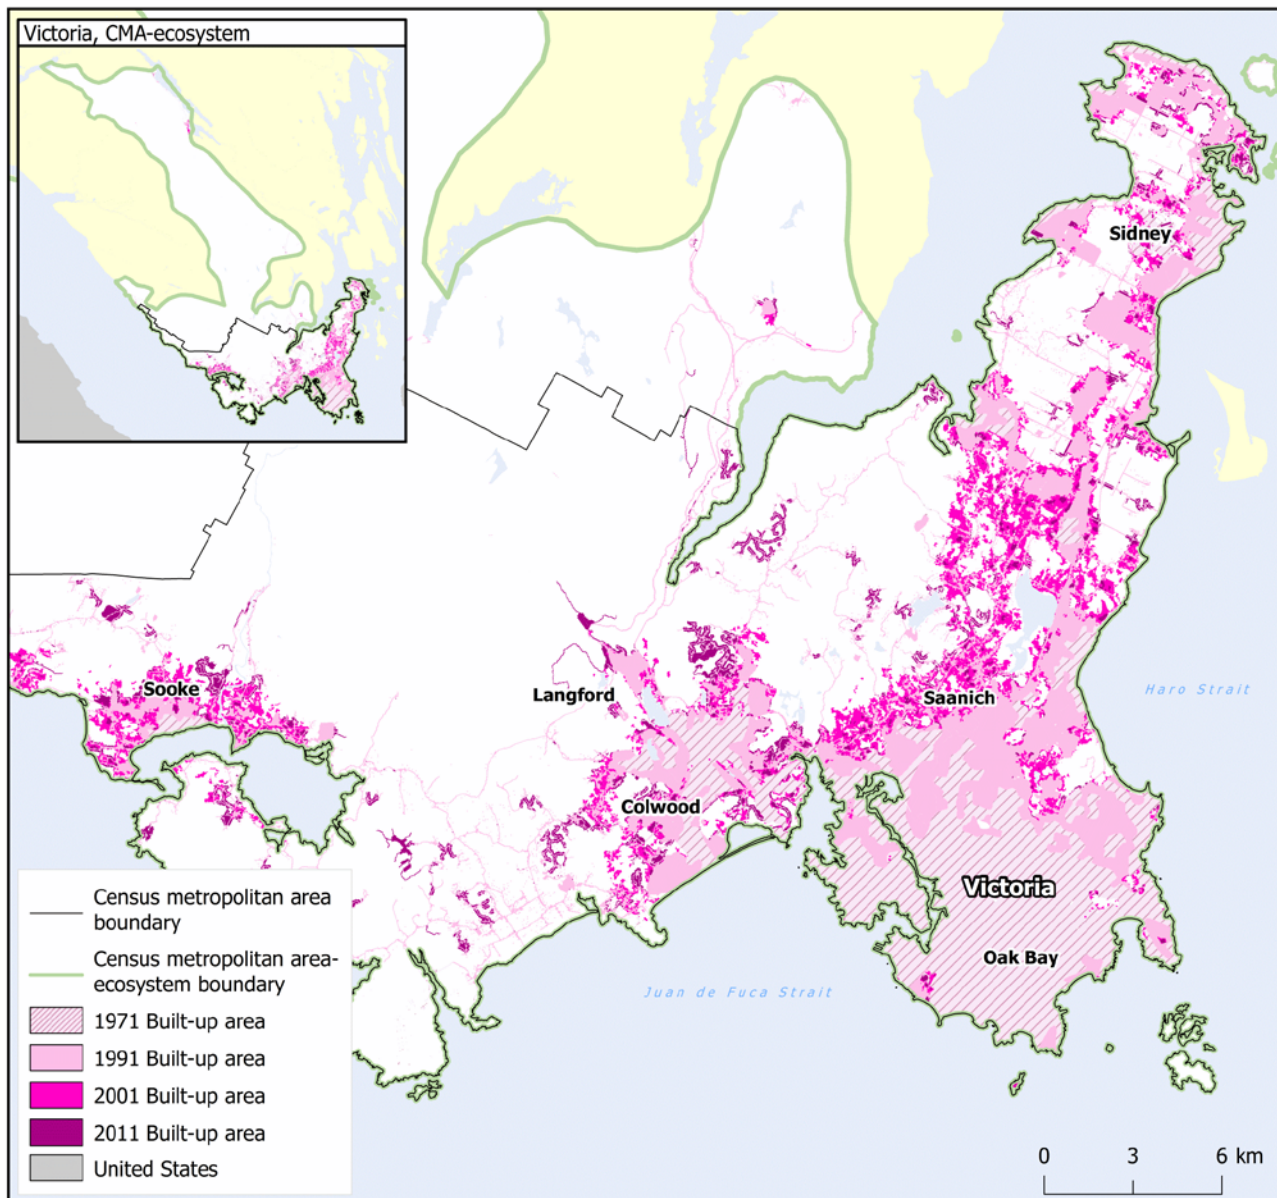 Victoria, CMA-ecosystem
Sidney
Haro Strait
Sooke
Langford
Saanich
Colwood
Victoria
Oak Bay
Juan de Fuca Strait
Census metropolitan area
boundary
Census metropolitan area-
ecosystem boundary
1971 Built-up area
1991 Built-up area
2001 Built-up area
2011 Built-up area
United States
0 3 6 km